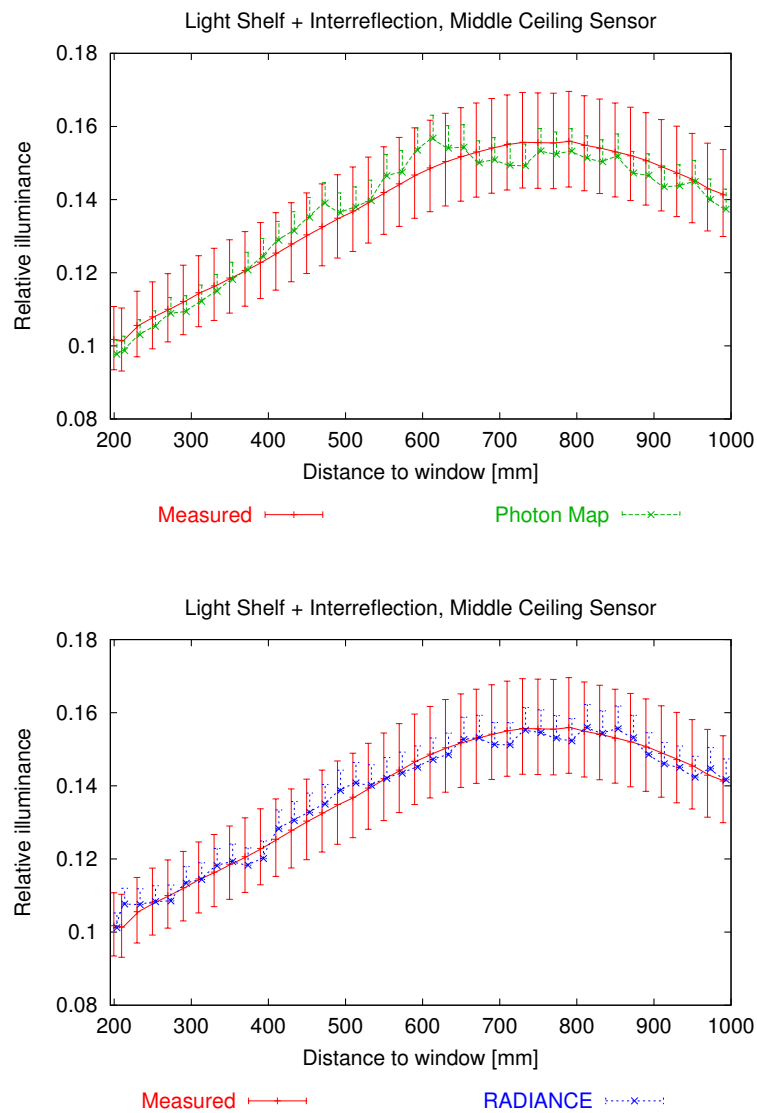 Light Shelf + Interreflection, Middle Ceiling Sensor
0.18
0.16
0.14
0.12
0.1
0.08
Relative illuminance
200 300 400 500 600 700 800 900 1000
Distance to window [mm]
Measured Photon Map
Light Shelf + Interreflection, Middle Ceiling Sensor
0.18
0.16
0.14
0.12
0.1
0.08
Relative illuminance
200 300 400 500 600 700 800 900 1000
Distance to window [mm]
Measured RADIANCE